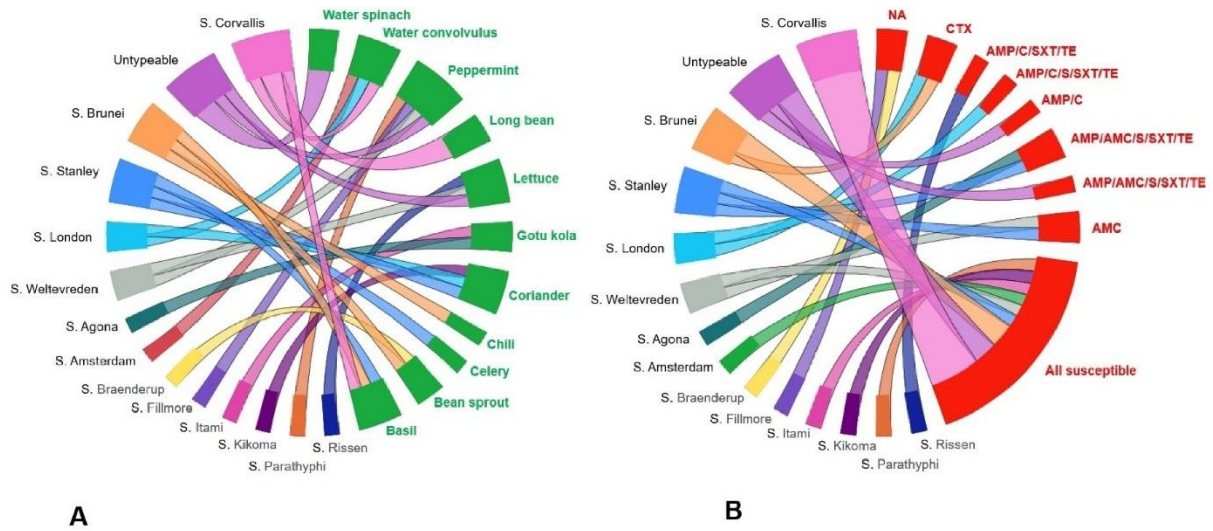 S. Corvallis
Untypeable
S. Brunei
S. Stanley
S. London
S. Weltevreden
S. Agona
S. Amsterdam
S. Braenderup
S. Fillmore
S. Itami
S. Kikoma
S. Parathyphi
S. Rissen
Water spinach
Water convolvulus
Peppermint
Long bean
Lettuce
Gotu kola
Coriander
Chili
Celery
Bean sprout
Basil
A
S. Corvallis
Untypeable
S. Brunei
S. Stanley
S. London
S. Weltevreden
S. Agona
S. Amsterdam
S. Braenderup
S. Fillmore
S. Itami
S. Kikoma
S. Parathyphi
S. Rissen
NA
CTX
AMP/C/SXT/TE
AMP/C/S/SXT/TE
AMP/C
AMP/AMC/S/SXT/TE
AMP/AMC/S/SXT/TE
AMC
All susceptible
B